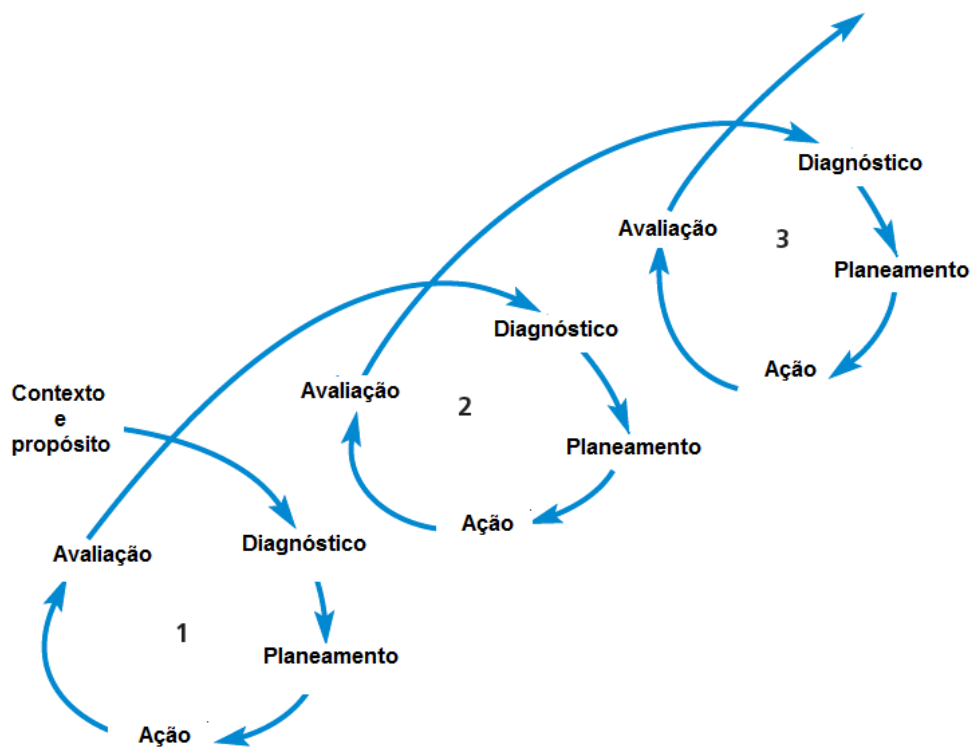 Diagnóstico
Avaliação
3
Planeamento
Ação
Diagnóstico
Avaliação
2
Planeamento
Ação
Contexto
e
propósito
Diagnóstico
Avaliação
1
Planeamento
Ação